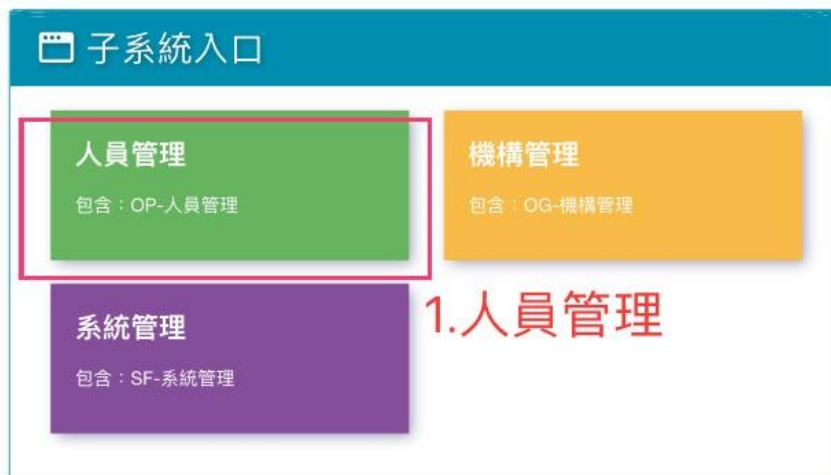 子系統入口
人員管理
包含：OP-人員管理
機構管理
包含：OG-機構管理
系統管理
包含：SF-系統管理
1.人員管理